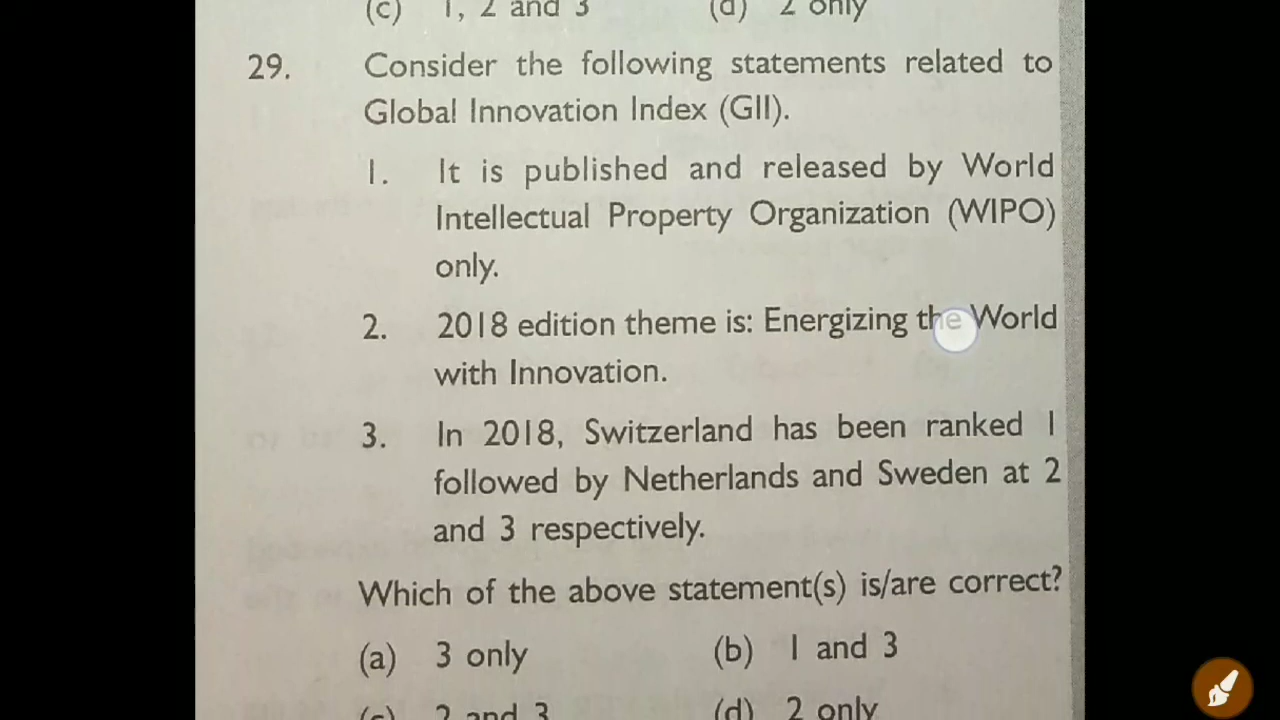 (c) 1, 2 and 3 (d) 2 only
29. Consider the following statements related to
Global Innovation Index (GII).
1. It is published and released by World
Intellectual Property Organization (WIPO)
only.
2. 2018 edition theme is: Energizing the World
with Innovation.
3. In 2018, Switzerland has been ranked 1
followed by Netherlands and Sweden at 2
and 3 respectively.
Which of the above statement(s) is/are correct?
(a) 3 only (b) 1 and 3
(c) 2 and 3 (d) 2 only